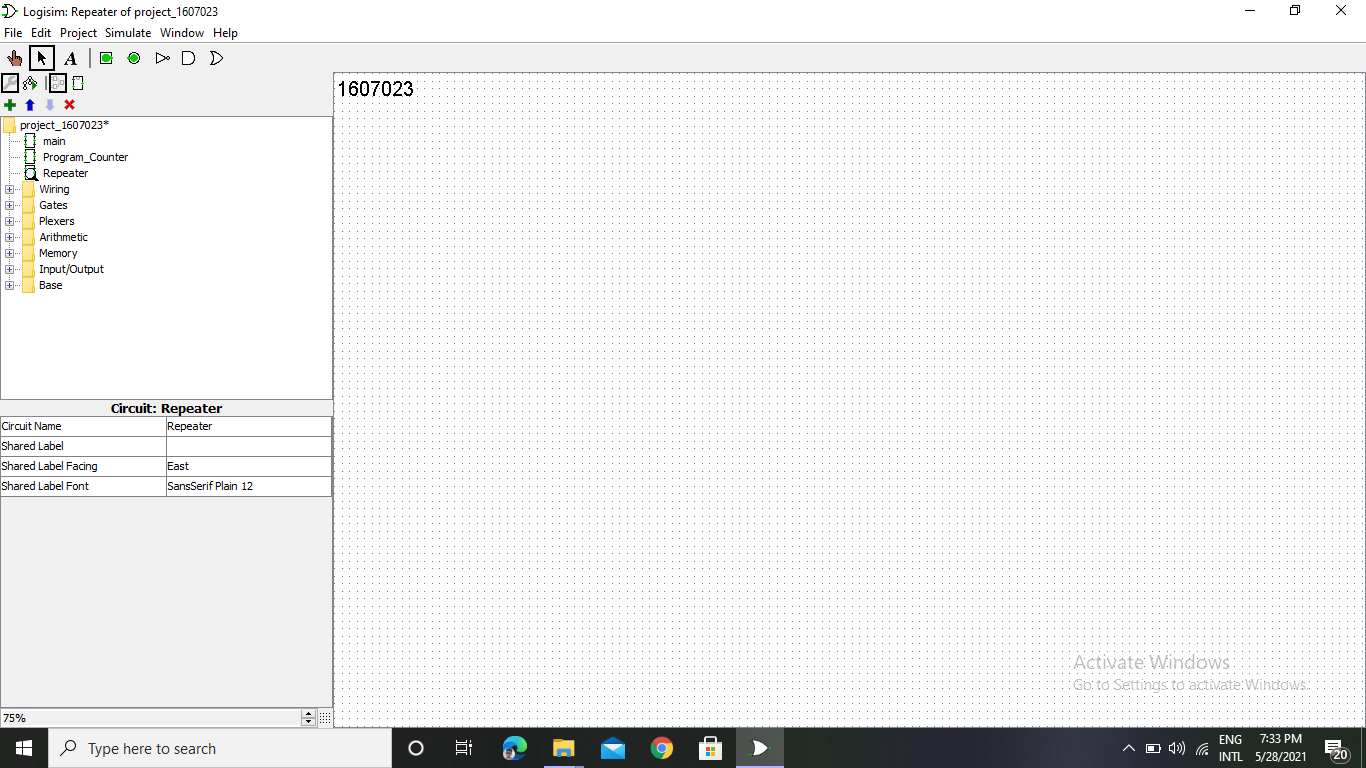 Logisim: Repeater of project_1607023
File Edit Project Simulate Window Help
A
1607023
project_1607023*
main
Program_Counter
Repeater
Wiring
Gates
Plexers
Arithmetic
Memory
Input/Output
Base
Circuit: Repeater
Circuit Name Repeater
Shared Label
Shared Label Facing East
Shared Label Font SansSerif Plain 12
Activate Windows
Go to Settings to activate Windows.
75%
Type here to search
ENG 7:33 PM
INTL 5/28/2021
20